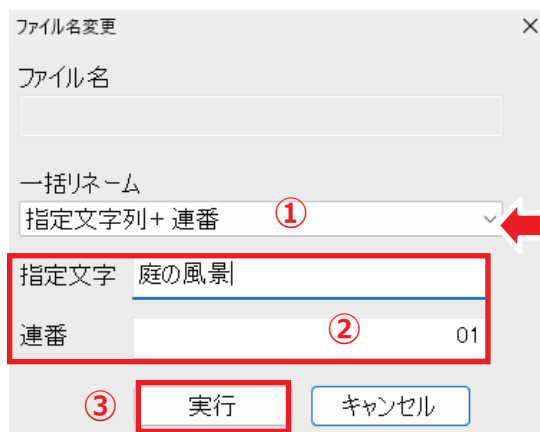 ファイル名変更
ファイル名
一括リネーム
指定文字列+ 連番 ①
指定文字 庭の風景
連番 ② 01
③ 実行 キャンセル